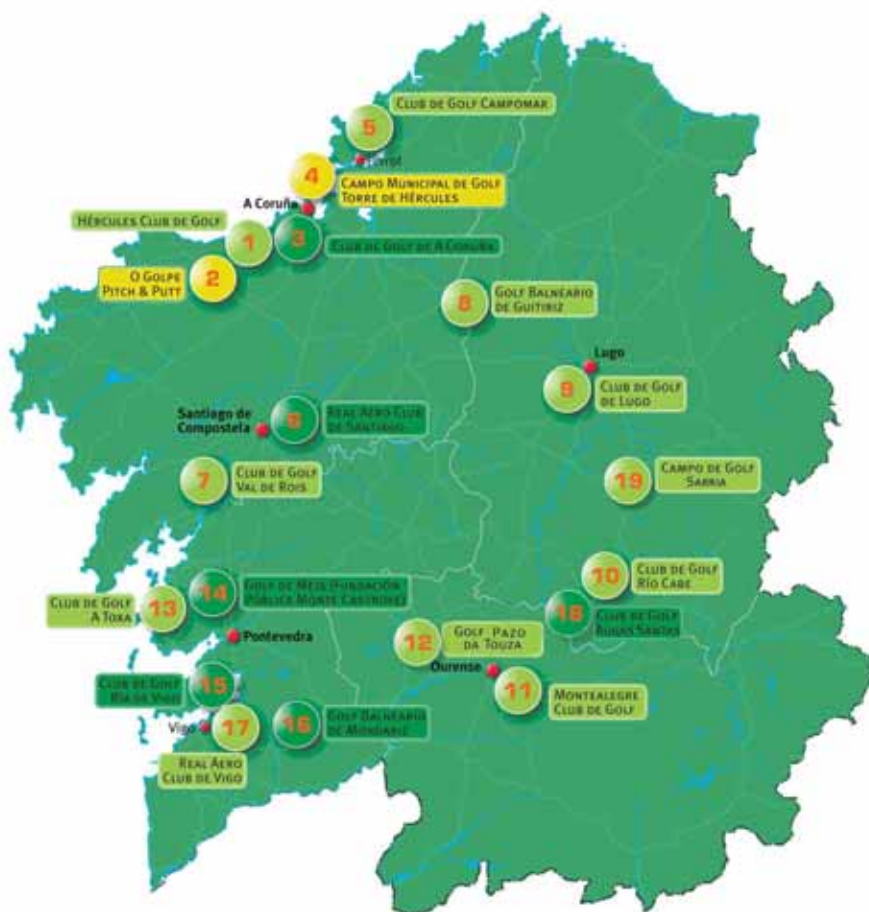 5
CLUB DE GOLF CAMPOMAR
Ferrol
4
CAMPO MUNICIPAL DE GOLF
TORRE DE HÉRCULES
A Coruña
HÉRCULES CLUB DE GOLF
1
3
CLUB DE GOLF DE A CORUÑA
O GOLPE
PITCH & PUTT
2
8
GOLF BALNEARIO
DE GUITIRIZ
Lugo
9
CLUB DE GOLF
DE LUGO
Santiago de
Compostela
6
REAL AERO CLUB
DE SANTIAGO
7
CLUB DE GOLF
VAL DE ROIS
19
CAMPO DE GOLF
SARRIA
14
GOLF DE MEIS (FUNDACIÓN
PÚBLICA MONTE CASTROVE)
10
CLUB DE GOLF
RÍO CABE
CLUB DE GOLF
A TOXA
13
18
CLUB DE GOLF
AUGAS SANTAS
Pontevedra
12
GOLF PAZO
DA TOUZA
Ourense
11
MONTEALEGRE
CLUB DE GOLF
CLUB DE GOLF
RÍA DE VIGO
15
Vigo
17
16
GOLF BALNEARIO
DE MONDARIZ
REAL AERO
CLUB DE VIGO